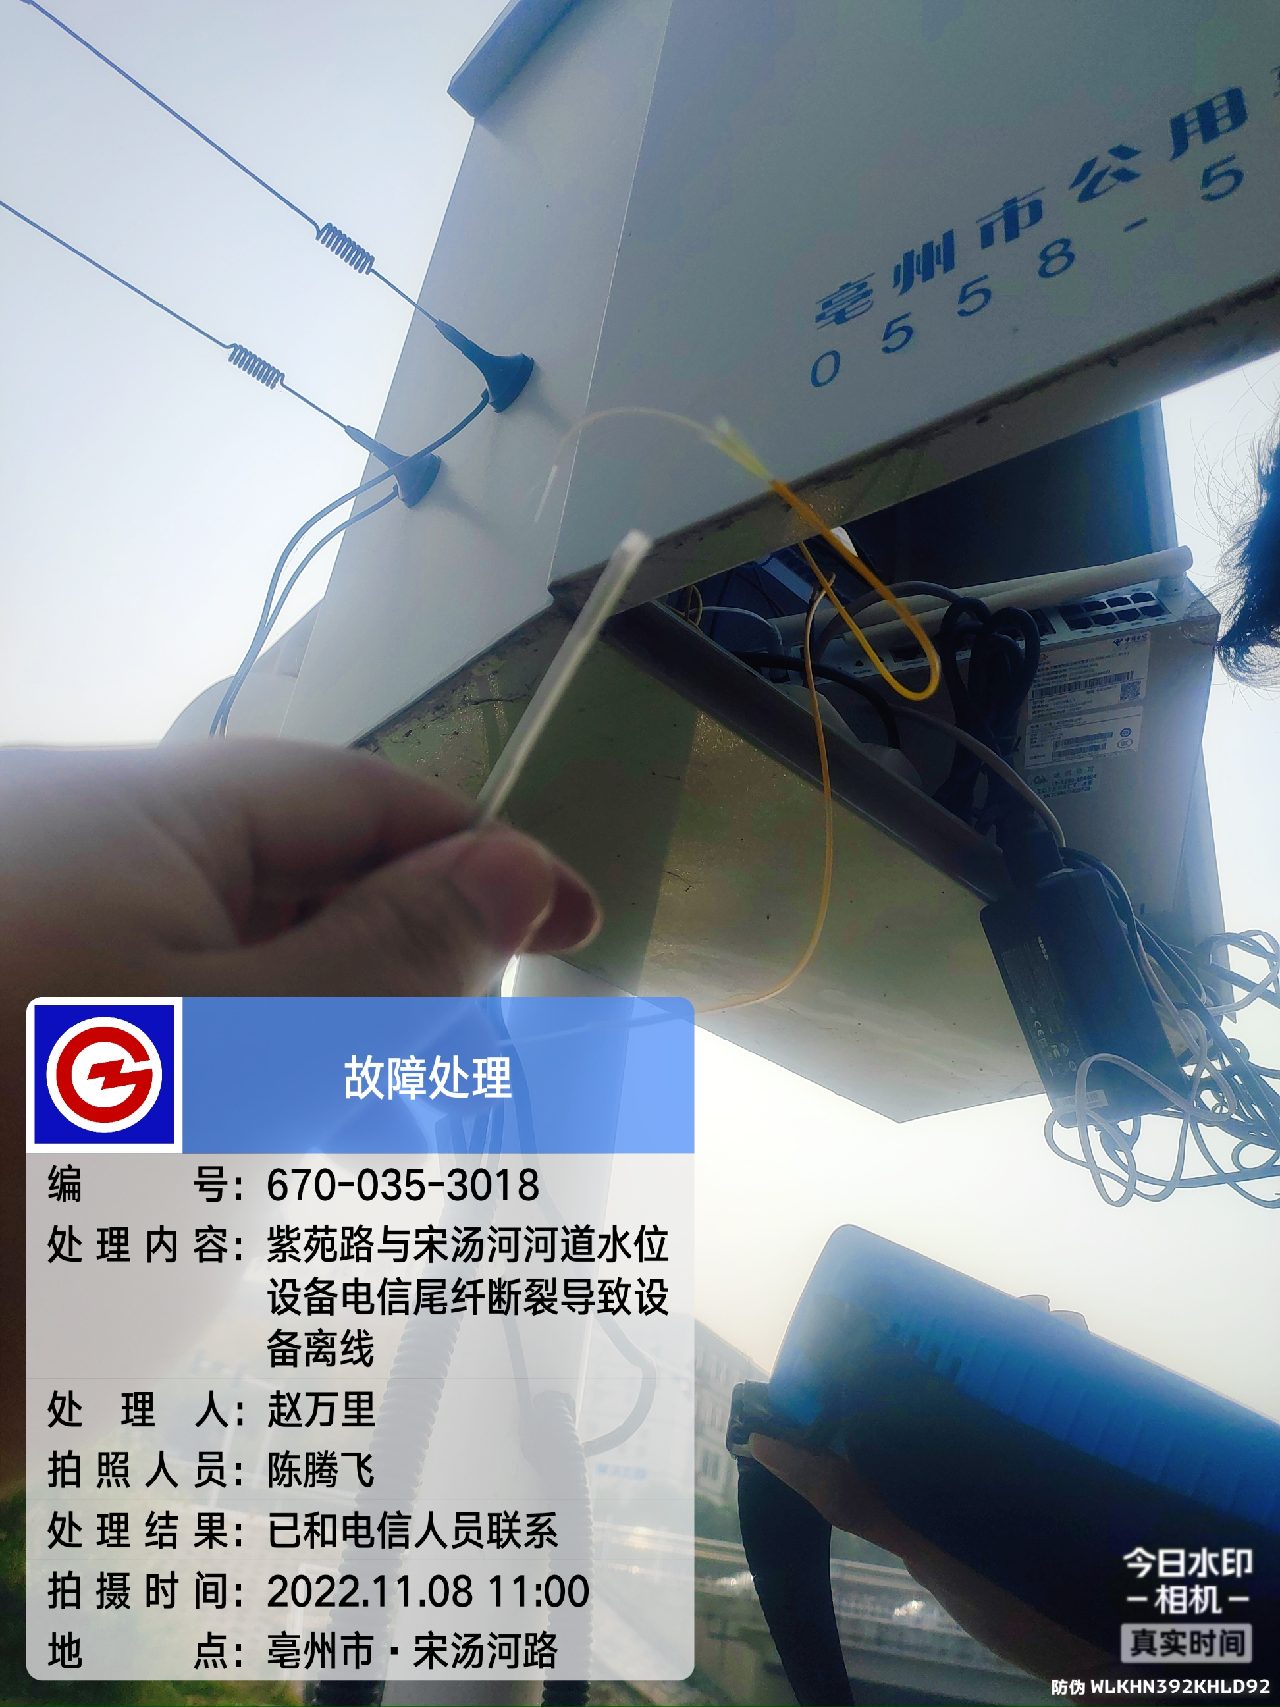 亳州市公用
0558-5
故障处理
编号：670-035-3018
处理内容：紫苑路与宋汤河河道水位
设备电信尾纤断裂导致设
备离线
处理人：赵万里
拍照人员：陈腾飞
处理结果：已和电信人员联系
拍摄时间：2022.11.08 11:00
地点：亳州市·宋汤河路
今日水印
相机
真实时间
防伪 WLKHN392KHLD92